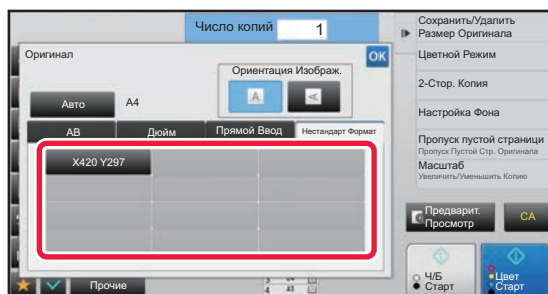 Число копий
1
Оригинал
OK
Ориентация Изображ.
A
A
Авто
A4
AB
Дюйм
Прямой Ввод
Нестандарт Формат
X420 Y297
Прочие
A3
Сохранить/Удалить
Размер Оригинала
Цветной Режим
2-Стор. Копия
Настройка Фона
Пропуск пустой страници
Пропуск Пустой Стр. Оригинала
Масштаб
Увеличить/Уменьшить Копию
Предварит.
Просмотр
CA
Ч/Б
Старт
Цвет
Старт